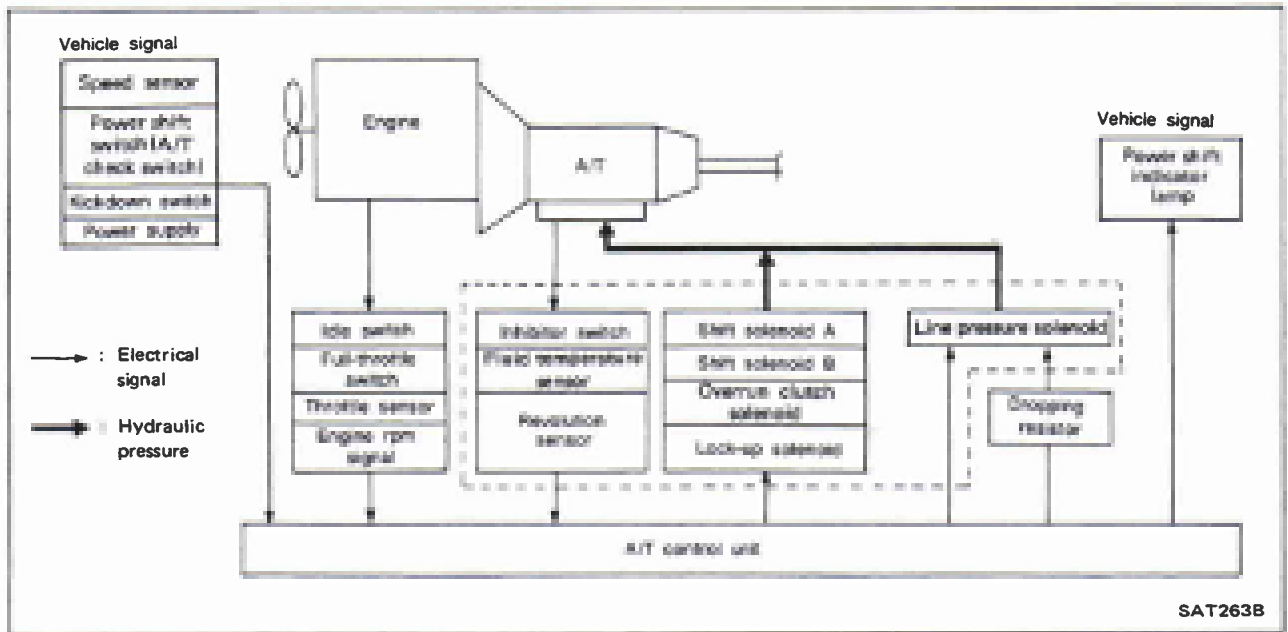 Vehicle signal
Speed sensor
Power shift
switch (A/T
check switch)
Kickdown switch
Power supply
Engine
A/T
Vehicle signal
Power shift
indicator
lamp
→ : Electrical
signal
→ : Hydraulic
pressure
Idle switch
Full-throttle
switch
Throttle sensor
Engine rpm
signal
Inhibitor switch
Fluid temperature
sensor
Revolution
sensor
Shift solenoid A
Shift solenoid B
Overrun clutch
solenoid
Lock-up solenoid
Line pressure solenoid
Dropping
resistor
A/T control unit
SAT263B